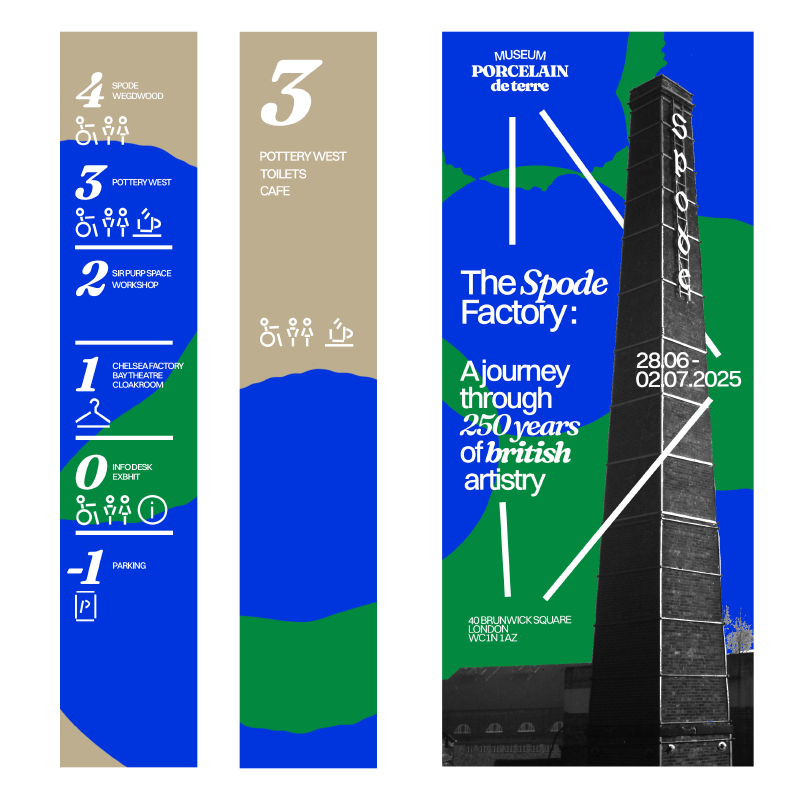 4
SPODE
WEGDWOOD
3
POTTERY WEST
2
SIR PURP SPACE
WORKSHOP
1
CHELSEA FACTORY
BAY THEATRE
CLOAKROOM
0
INFO DESK
EXBHIT
i
-1
PARKING
P
3
POTTERY WEST
TOILETS
CAFE
MUSEUM
PORCELAIN
de terre
Spode
The Spode
Factory:
28.06 -
02.07.2025
A journey
through
250 years
of british
artistry
40 BRUNWICK SQUARE
LONDON
WC1N 1AZ